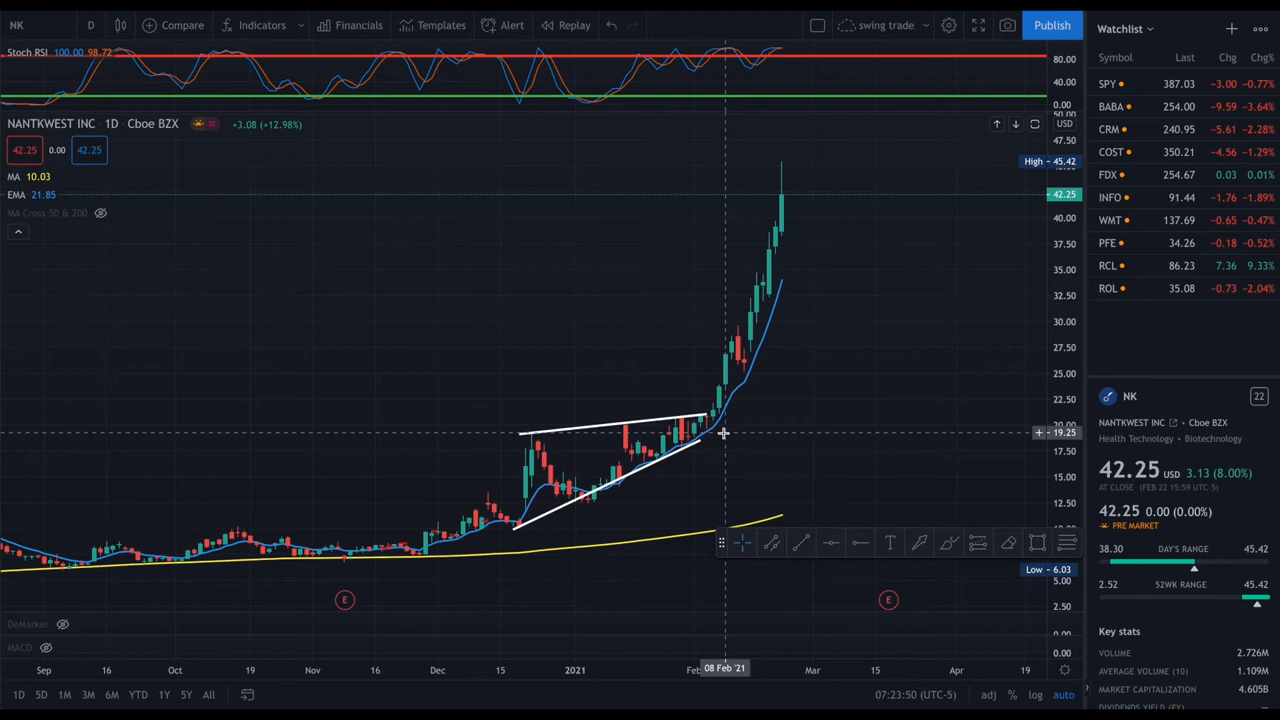 NK D Compare Indicators Financials Templates Alert Replay swing trade Publish
Stoch RSI 100.00 98.72
80.00
40.00
0.00
NANTKWEST INC · 1D · Cboe BZX +3.08 (+12.98%)
USD
42.25 0.00 42.25
MA 10.03
EMA 21.85
MA Cross 50 & 200
50.00
47.50
High 45.42
42.25
40.00
37.50
35.00
32.50
30.00
27.50
25.00
22.50
20.00
19.25
17.50
15.00
12.50
Low 6.03
5.00
2.50
0.00
E E
DeMarker
MACD
0.00
Sep 16 Oct 19 Nov 16 Dec 15 2021 Feb 08 Feb '21 Mar 15 Apr 19
1D 5D 1M 3M 6M YTD 1Y 5Y All 07:23:50 (UTC-5) adj % log auto
Watchlist
Symbol Last Chg Chg%
SPY 387.03 −3.00 −0.77%
BABA 254.00 −9.59 −3.64%
CRM 240.95 −5.61 −2.28%
COST 350.21 −4.56 −1.29%
FDX 254.67 0.03 0.01%
INFO 91.44 −1.76 −1.89%
WMT 137.69 −0.65 −0.47%
PFE 34.26 −0.18 −0.52%
RCL 86.23 7.36 9.33%
ROL 35.08 −0.73 −2.04%
NK 22
NANTKWEST INC · Cboe BZX
Health Technology · Biotechnology
42.25 USD 3.13 (8.00%)
AT CLOSE (FEB 22 15:59 UTC-5)
42.25 0.00 (0.00%)
PRE MARKET
38.30 DAY'S RANGE 45.42
2.52 52WK RANGE 45.42
Key stats
VOLUME 2.726M
AVERAGE VOLUME (10) 1.109M
MARKET CAPITALIZATION 4.605B
DIVIDENDS YIELD (FY) —